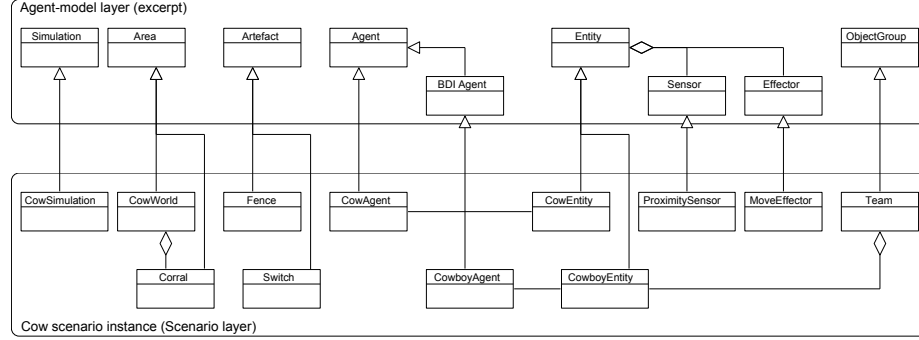 Agent-model layer (excerpt)
Simulation
Area
Artefact
Agent
Entity
ObjectGroup
BDI Agent
Sensor
Effector
CowSimulation
CowWorld
Fence
CowAgent
CowEntity
ProximitySensor
MoveEffector
Team
Corral
Switch
CowboyAgent
CowboyEntity
Cow scenario instance (Scenario layer)